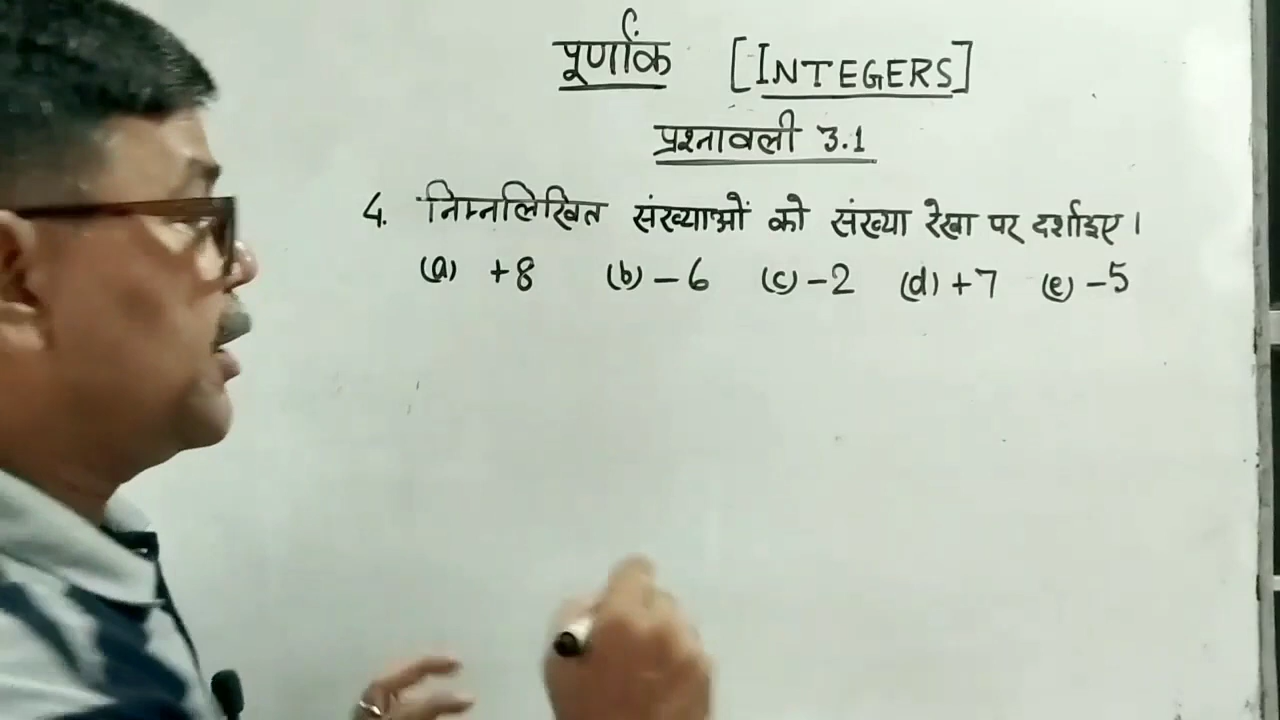 पूर्णांक [INTEGERS]
प्रश्नावली 3.1
4. निम्नलिखित संख्याओं को संख्या रेखा पर दर्शाइए।
(a) +8 (b) -6 (c) -2 (d) +7 (e) -5